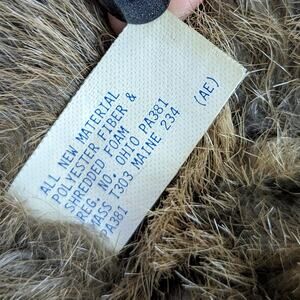 ALL NEW MATERIAL
POLYESTER FIBER &
SHREDDED FOAM
REG. NO. OHIO PA381
MASS 1303 MAINE 234 (AE)
PA381